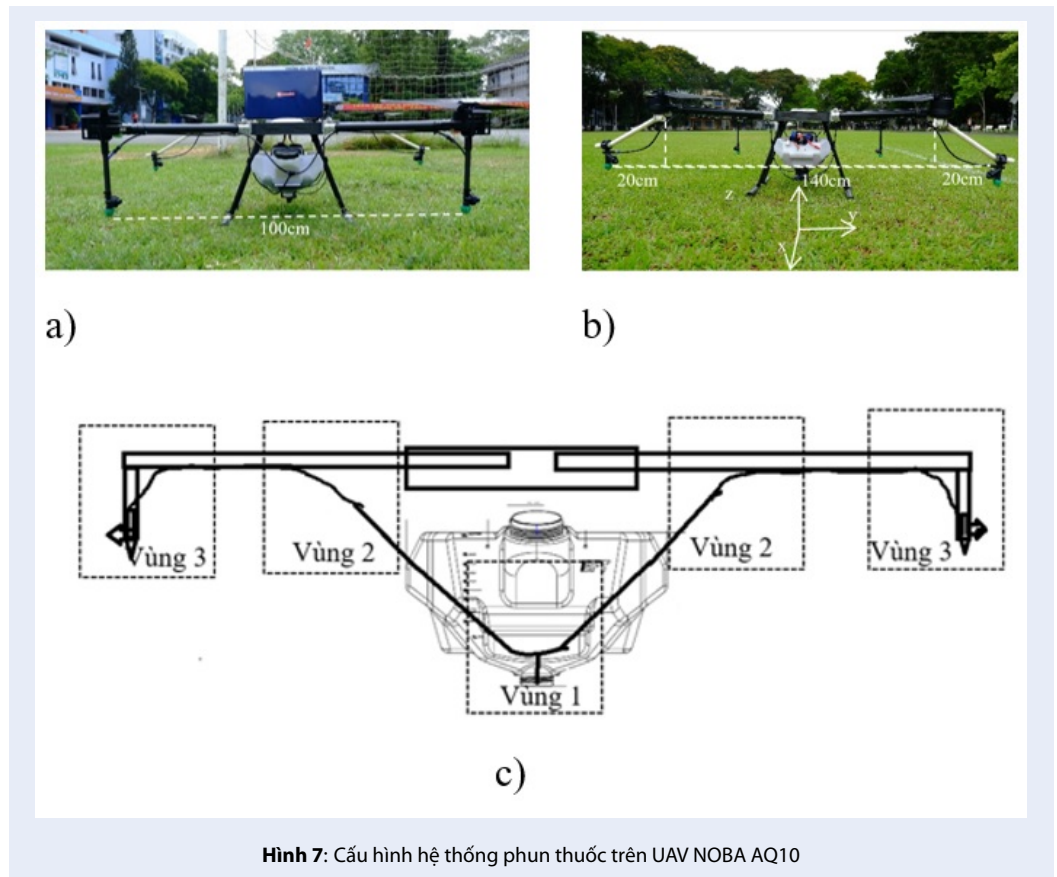 100cm
20cm
140cm
20cm
z
y
x
a)
b)
Vùng 3
Vùng 2
Vùng 2
Vùng 3
Vùng 1
c)
Hình 7: Cấu hình hệ thống phun thuốc trên UAV NOBA AQ10